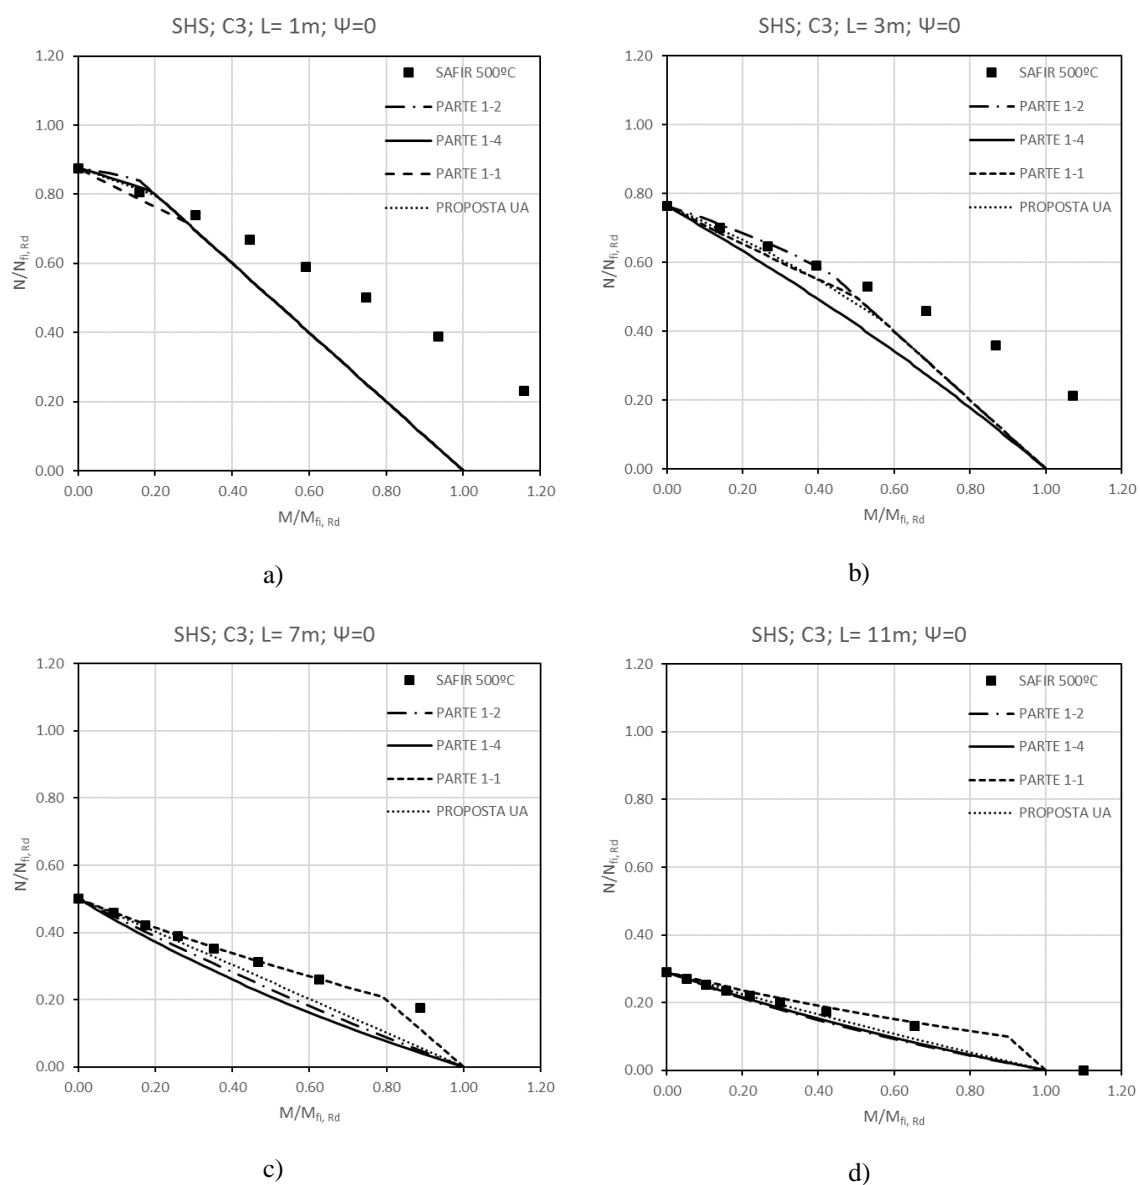 SHS; C3; L= 1m; Ψ=0
1.20
1.00
0.80
0.60
0.40
0.20
0.00
N/Nfi, Rd
0.00 0.20 0.40 0.60 0.80 1.00 1.20
M/Mfi, Rd
SAFIR 500ºC
PARTE 1-2
PARTE 1-4
PARTE 1-1
PROPOSTA UA
a)
SHS; C3; L= 3m; Ψ=0
1.20
1.00
0.80
0.60
0.40
0.20
0.00
N/Nfi, Rd
0.00 0.20 0.40 0.60 0.80 1.00 1.20
M/Mfi, Rd
SAFIR 500ºC
PARTE 1-2
PARTE 1-4
PARTE 1-1
PROPOSTA UA
b)
SHS; C3; L= 7m; Ψ=0
1.20
1.00
0.80
0.60
0.40
0.20
0.00
N/Nfi, Rd
0.00 0.20 0.40 0.60 0.80 1.00 1.20
M/Mfi, Rd
SAFIR 500ºC
PARTE 1-2
PARTE 1-4
PARTE 1-1
PROPOSTA UA
c)
SHS; C3; L= 11m; Ψ=0
1.20
1.00
0.80
0.60
0.40
0.20
0.00
N/Nfi, Rd
0.00 0.20 0.40 0.60 0.80 1.00 1.20
M/Mfi, Rd
SAFIR 500ºC
PARTE 1-2
PARTE 1-4
PARTE 1-1
PROPOSTA UA
d)